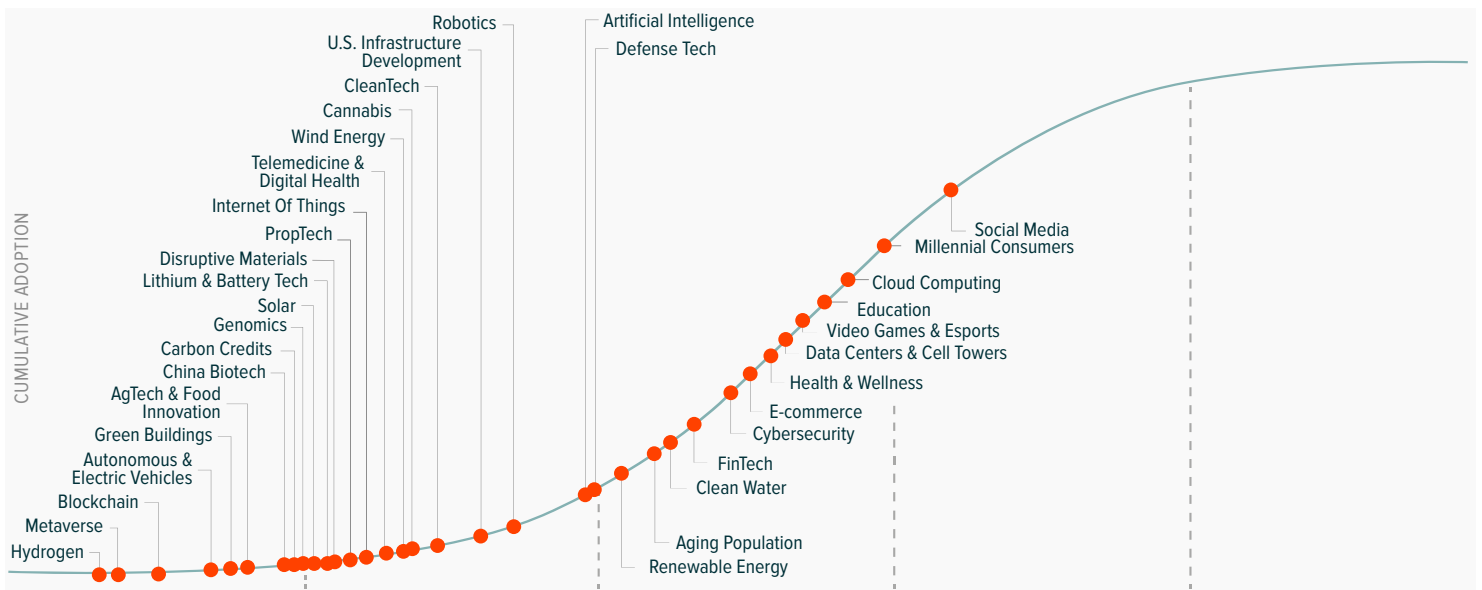 Robotics
U.S. Infrastructure
Development
CleanTech
Cannabis
Wind Energy
Telemedicine &
Digital Health
Internet Of Things
PropTech
Disruptive Materials
Lithium & Battery Tech
Solar
Genomics
Carbon Credits
China Biotech
AgTech & Food
Innovation
Green Buildings
Autonomous &
Electric Vehicles
Blockchain
Metaverse
Hydrogen
CUMULATIVE ADOPTION
Artificial Intelligence
Defense Tech
Social Media
Millennial Consumers
Cloud Computing
Education
Video Games & Esports
Data Centers & Cell Towers
Health & Wellness
E-commerce
Cybersecurity
FinTech
Clean Water
Aging Population
Renewable Energy